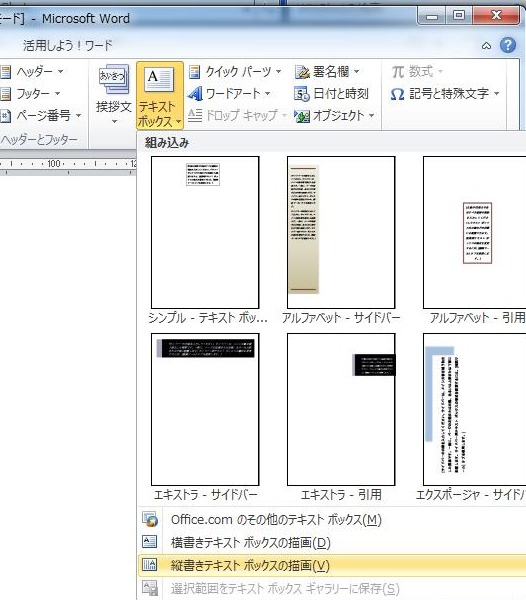 ード] - Microsoft Word
活用しよう！ワード
ヘッダー
フッター
ページ番号
ヘッダーとフッター
あいさつ
挨拶文
A
テキスト
ボックス
クイック パーツ
ワードアート
ドロップ キャップ
署名欄
日付と時刻
オブジェクト
π 数式
Ω 記号と特殊文字
100
12
組み込み
シンプル - テキスト ボッ...
アルファベット - サイドバー
アルファベット - 引用
エキストラ - サイドバー
エキストラ - 引用
エクスポージャ - サイドバ
Office.com のその他のテキスト ボックス(M)
横書きテキスト ボックスの描画(D)
縦書きテキスト ボックスの描画(V)
選択範囲をテキスト ボックス ギャラリーに保存(S)